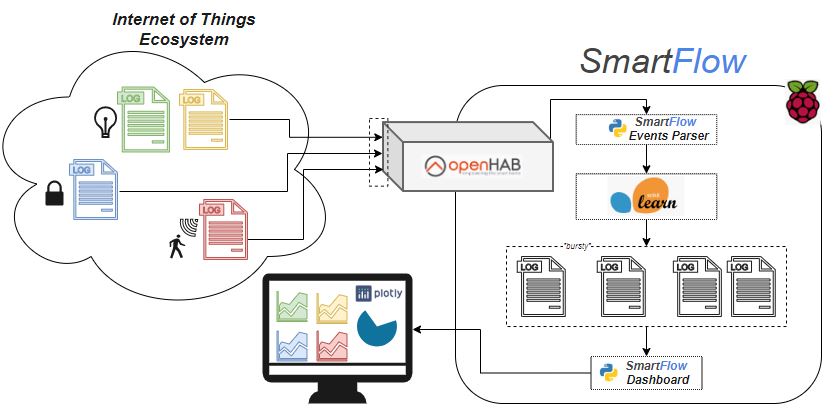 Internet of Things
Ecosystem
SmartFlow
LOG
LOG
LOG
LOG
openHAB
SmartFlow
Events Parser
learn
"bursty"
LOG
LOG
LOG
LOG
plotly
SmartFlow
Dashboard